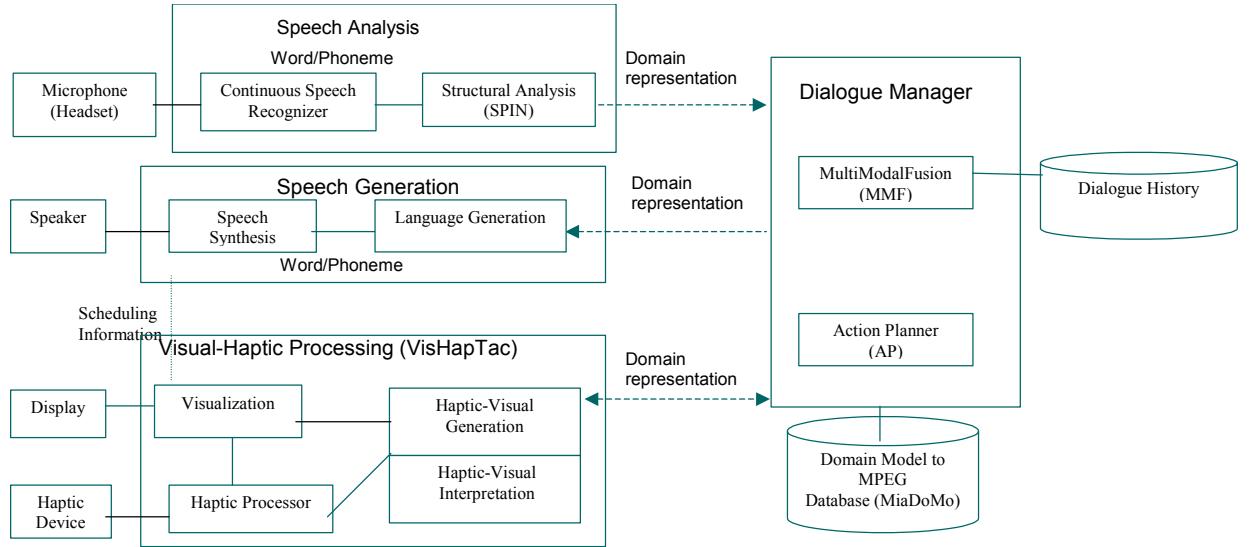 Speech Analysis
Word/Phoneme
Microphone
(Headset)
Continuous Speech
Recognizer
Structural Analysis
(SPIN)
Domain
representation
Dialogue Manager
MultiModalFusion
(MMF)
Dialogue History
Speech Generation
Speaker
Speech
Synthesis
Language Generation
Word/Phoneme
Domain
representation
Scheduling
Information
Action Planner
(AP)
Visual-Haptic Processing (VisHapTac)
Domain
representation
Display
Visualization
Haptic-Visual
Generation
Haptic-Visual
Interpretation
Haptic
Device
Haptic Processor
Domain Model to
MPEG
Database (MiaDoMo)